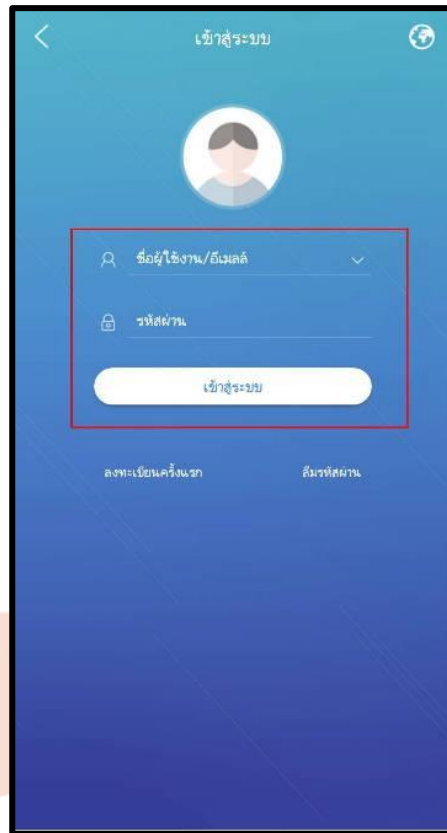 เข้าสู่ระบบ
ชื่อผู้ใช้งาน/อีเมลล์
รหัสผ่าน
เข้าสู่ระบบ
ลงทะเบียนครั้งแรก ลืมรหัสผ่าน